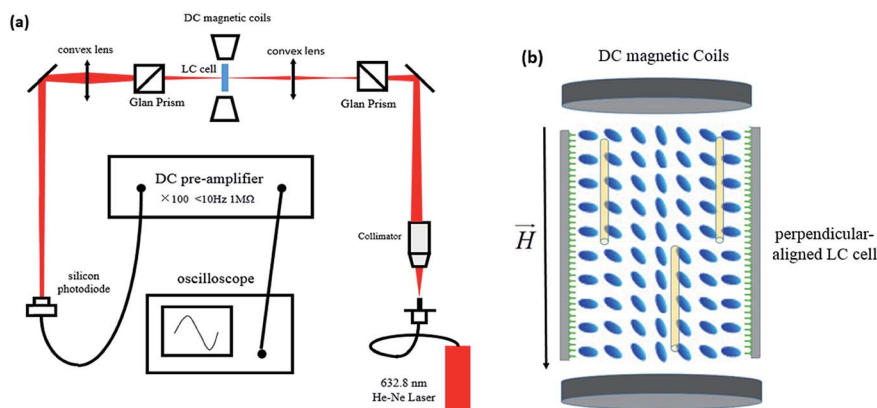 (a)
DC magnetic coils
convex lens
LC cell
convex lens
Glan Prism
Glan Prism
DC pre-amplifier
×100 <10Hz 1MΩ
Collimator
silicon
photodiode
oscilloscope
632.8 nm
He-Ne Laser
(b)
DC magnetic Coils
H
perpendicular-
aligned LC cell